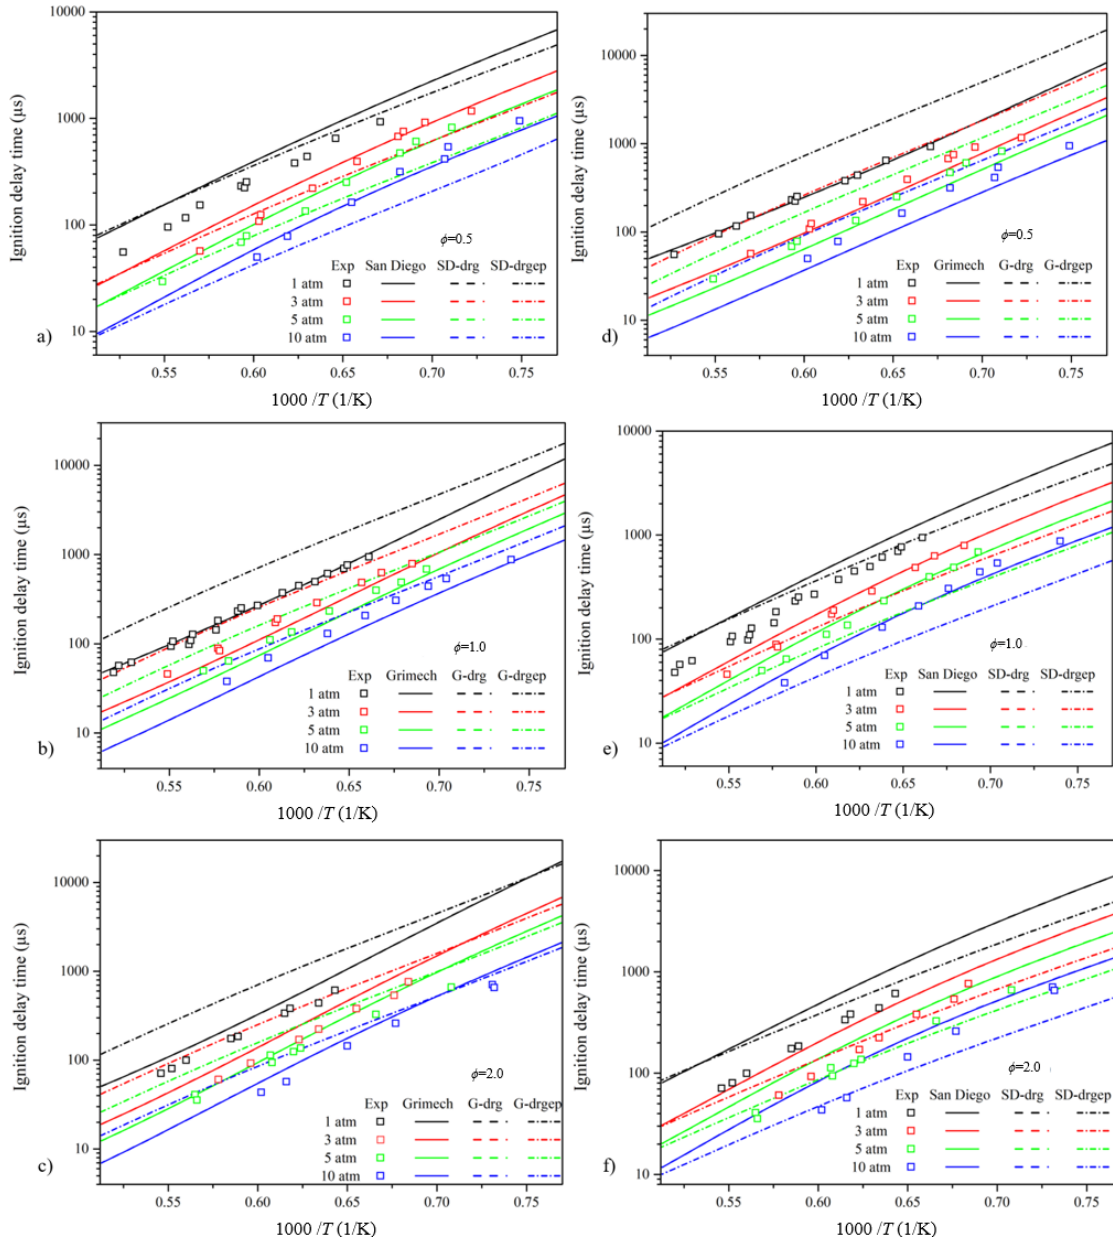 10000
1000
100
10
Ignition delay time (μs)
ϕ=0.5
Exp San Diego SD-drg SD-drgep
1 atm
3 atm
5 atm
10 atm
a)
0.55 0.60 0.65 0.70 0.75
1000 /T (1/K)
10000
1000
100
10
Ignition delay time (μs)
ϕ=0.5
Exp Grimech G-drg G-drgep
1 atm
3 atm
5 atm
10 atm
d)
0.55 0.60 0.65 0.70 0.75
1000 /T (1/K)
10000
1000
100
10
Ignition delay time (μs)
ϕ=1.0
Exp Grimech G-drg G-drgep
1 atm
3 atm
5 atm
10 atm
b)
0.55 0.60 0.65 0.70 0.75
1000 /T (1/K)
10000
1000
100
10
Ignition delay time (μs)
ϕ=1.0
Exp San Diego SD-drg SD-drgep
1 atm
3 atm
5 atm
10 atm
e)
0.55 0.60 0.65 0.70 0.75
1000 /T (1/K)
10000
1000
100
10
Ignition delay time (μs)
ϕ=2.0
Exp Grimech G-drg G-drgep
1 atm
3 atm
5 atm
10 atm
c)
0.55 0.60 0.65 0.70 0.75
1000 /T (1/K)
10000
1000
100
10
Ignition delay time (μs)
ϕ=2.0
Exp San Diego SD-drg SD-drgep
1 atm
3 atm
5 atm
10 atm
f)
0.55 0.60 0.65 0.70 0.75
1000 /T (1/K)